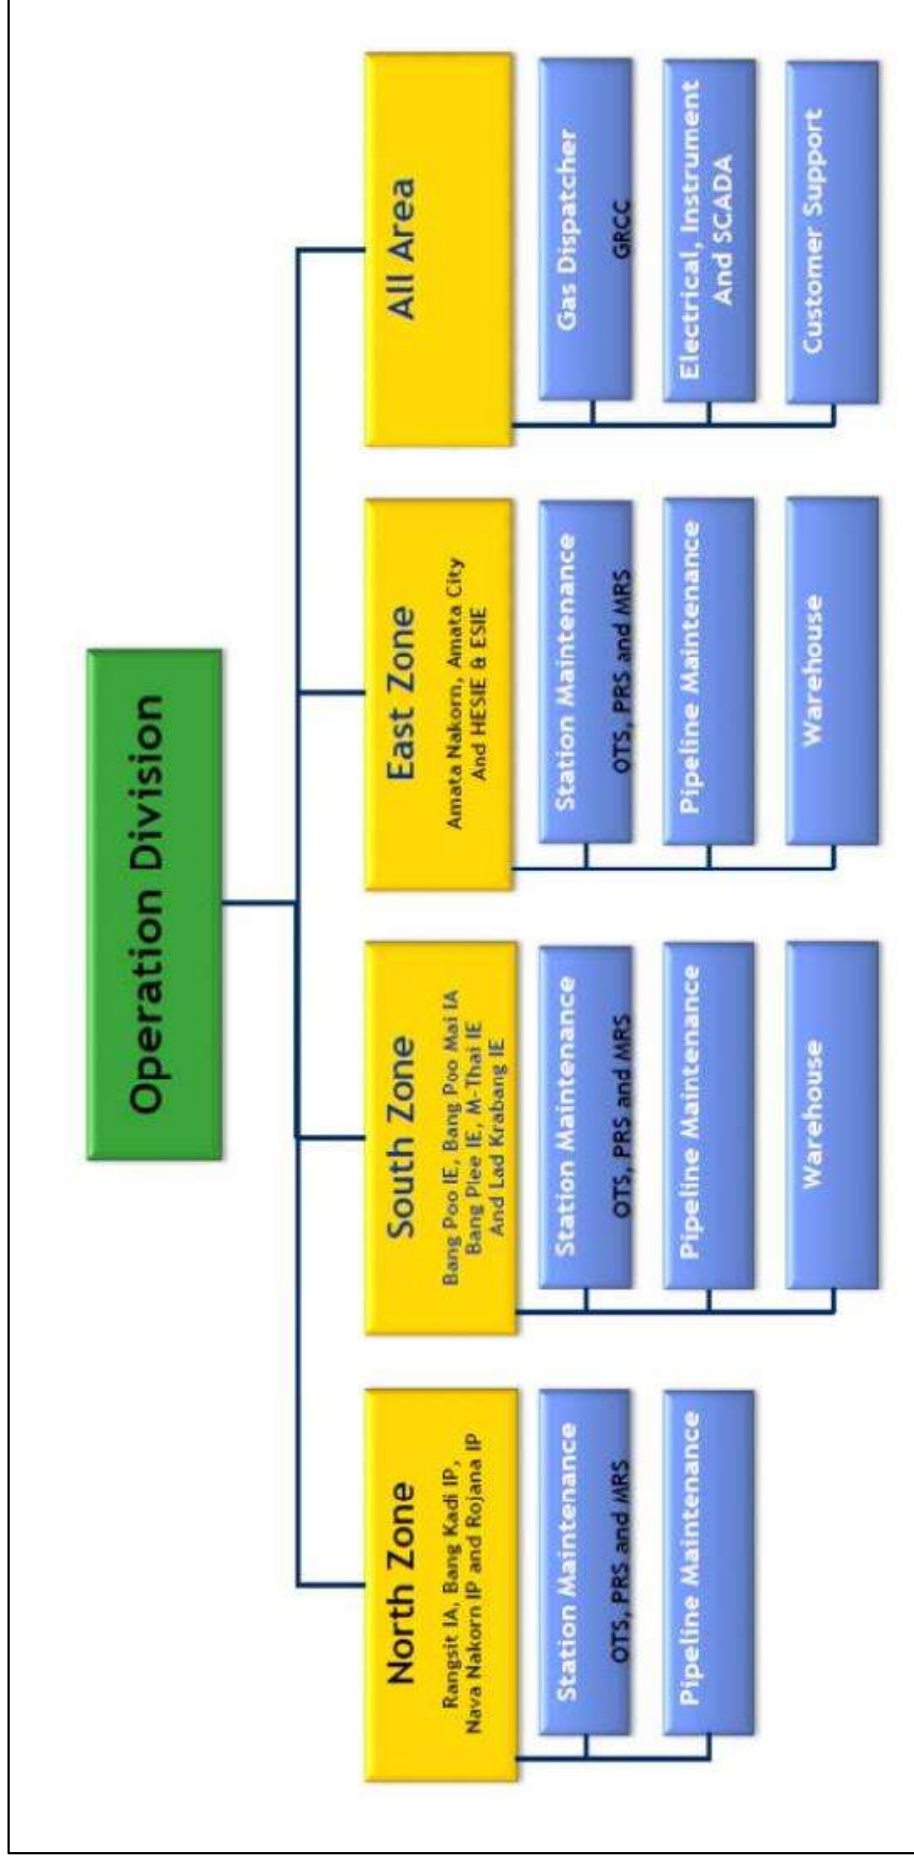 Operation Division
North Zone
Rangsit IA, Bang Kadi IP,
Nava Nakorn IP and Rojana IP
Station Maintenance
OTS, PRS and MRS
Pipeline Maintenance
South Zone
Bang Poo IE, Bang Poo Mai IA
Bang Plee IE, M-Thai IE
And Lad Krabang IE
Station Maintenance
OTS, PRS and MRS
Pipeline Maintenance
Warehouse
East Zone
Amata Nakorn, Amata City
And HESIE & ESIE
Station Maintenance
OTS, PRS and MRS
Pipeline Maintenance
Warehouse
All Area
Gas Dispatcher
GRCC
Electrical, Instrument
And SCADA
Customer Support